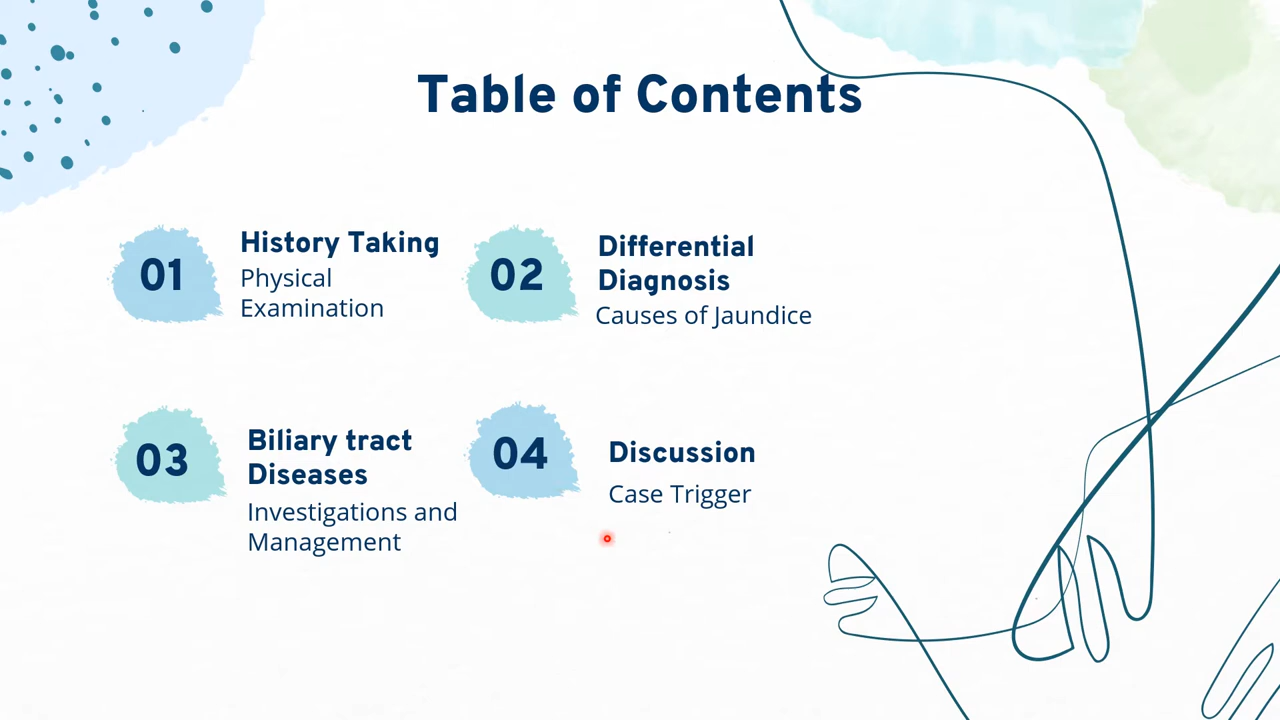 Table of Contents
01
History Taking
Physical
Examination
02
Differential
Diagnosis
Causes of Jaundice
03
Biliary tract
Diseases
Investigations and
Management
04
Discussion
Case Trigger